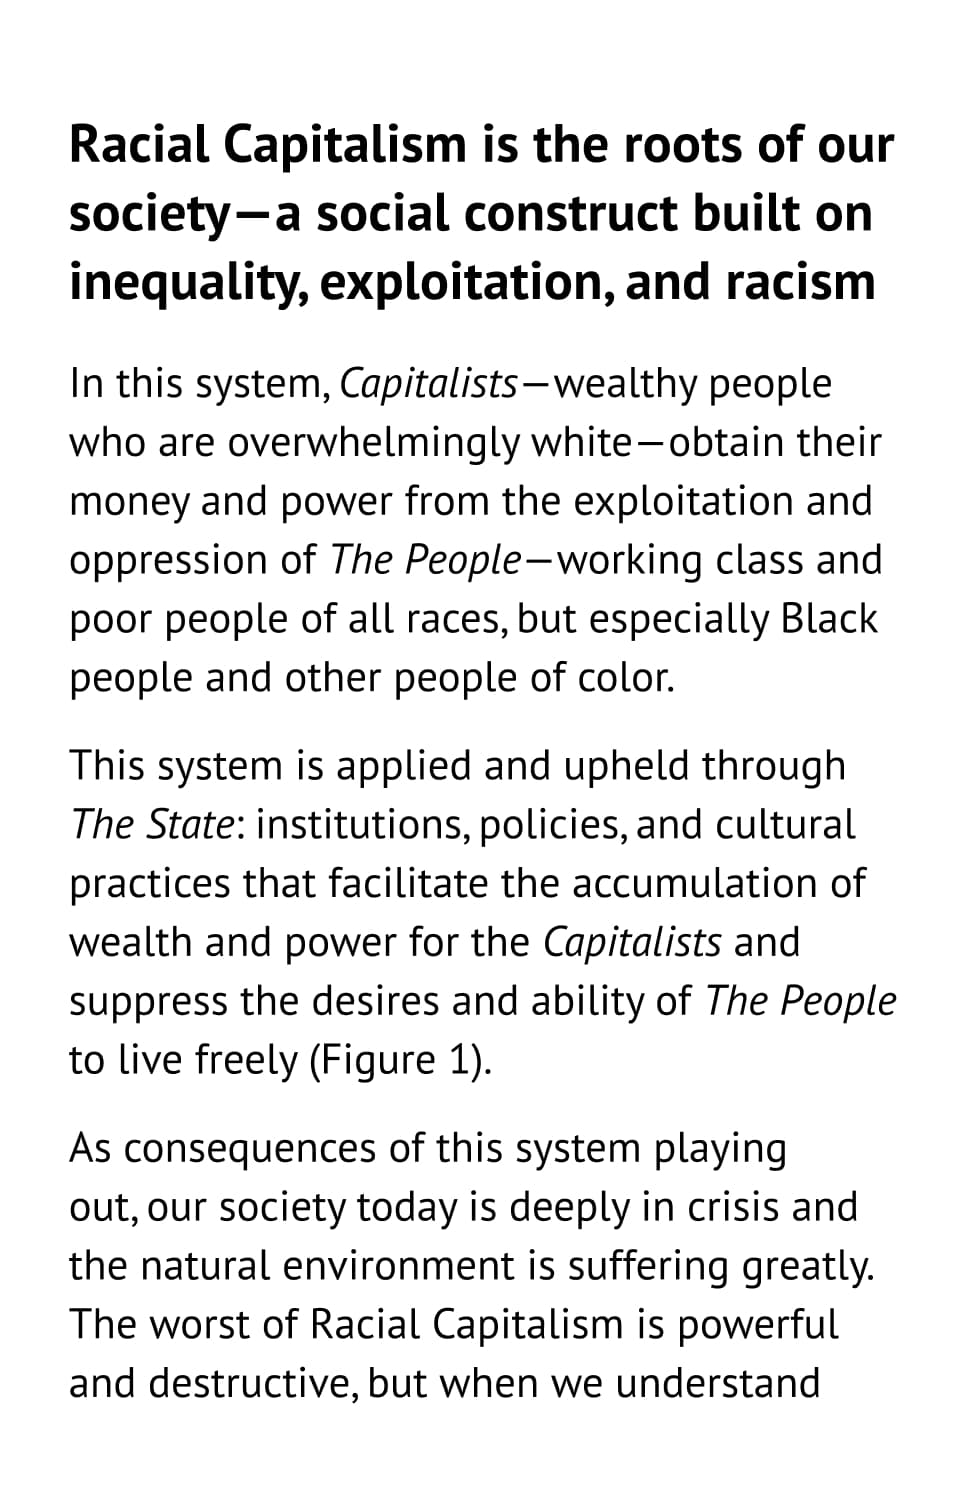 Racial Capitalism is the roots of our
society—a social construct built on
inequality, exploitation, and racism
In this system, Capitalists—wealthy people
who are overwhelmingly white—obtain their
money and power from the exploitation and
oppression of The People—working class and
poor people of all races, but especially Black
people and other people of color.
This system is applied and upheld through
The State: institutions, policies, and cultural
practices that facilitate the accumulation of
wealth and power for the Capitalists and
suppress the desires and ability of The People
to live freely (Figure 1).
As consequences of this system playing
out, our society today is deeply in crisis and
the natural environment is suffering greatly.
The worst of Racial Capitalism is powerful
and destructive, but when we understand